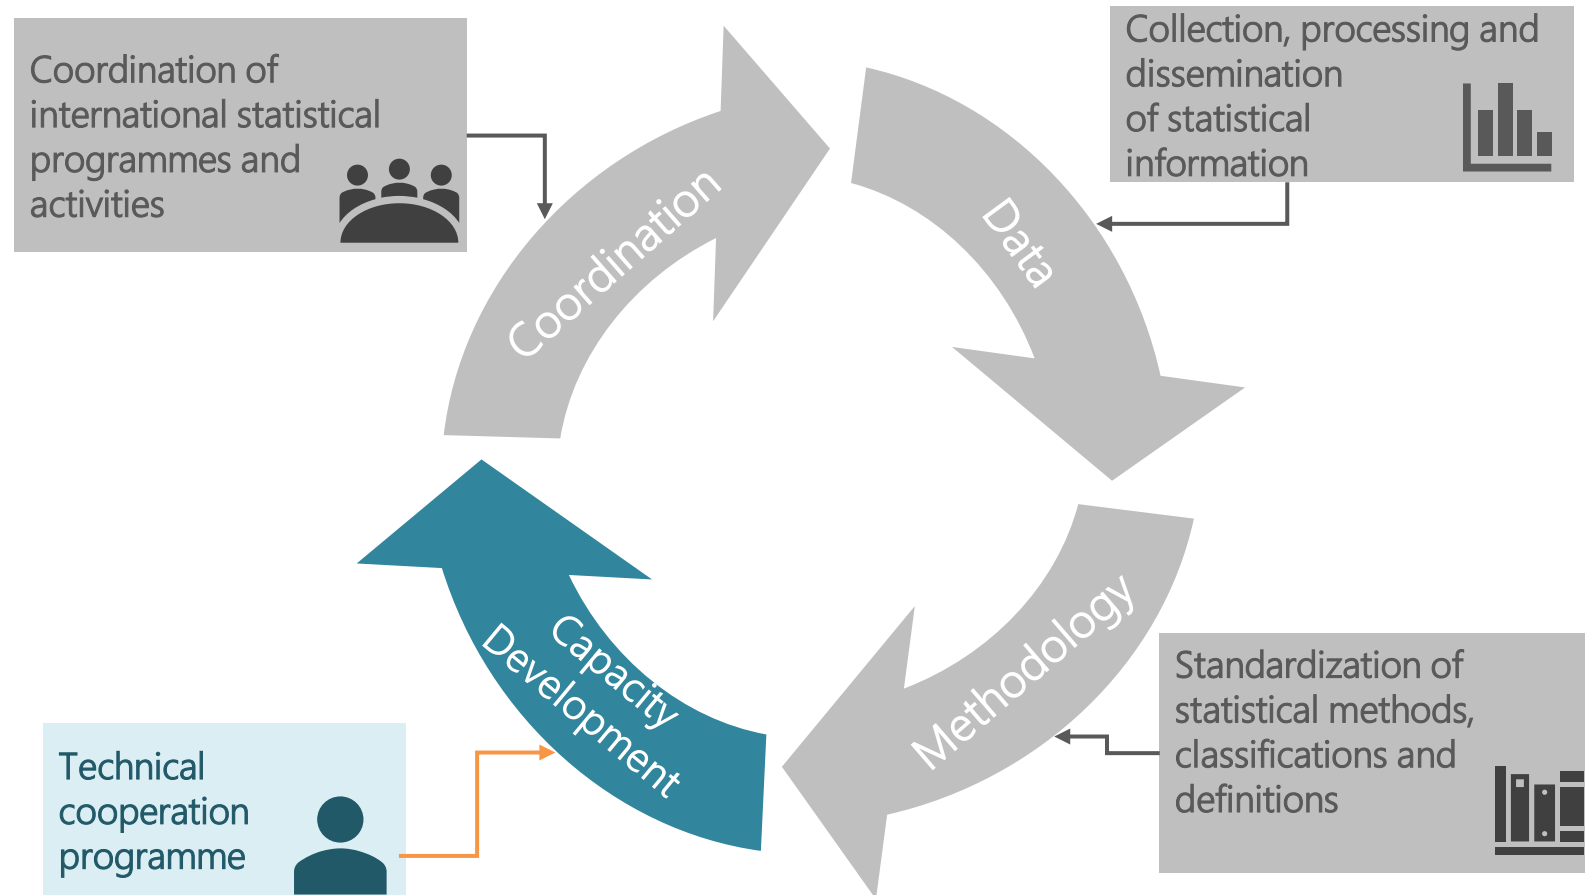 Coordination of
international statistical
programmes and
activities
Collection, processing and
dissemination
of statistical
information
Coordination
Data
Methodology
Capacity
Development
Standardization of
statistical methods,
classifications and
definitions
Technical
cooperation
programme